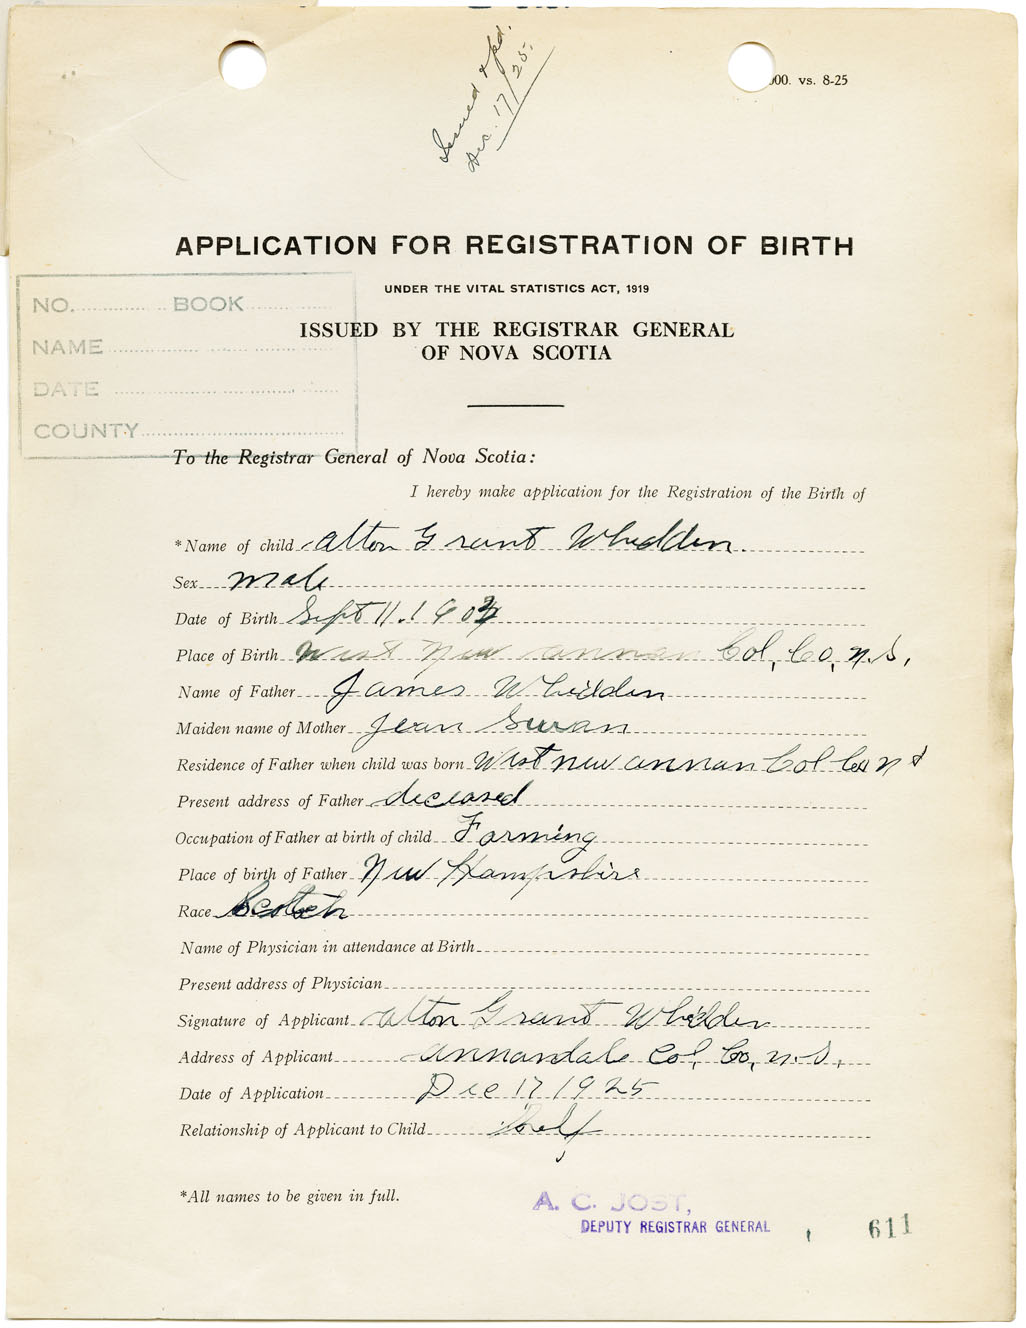 Issued & pd.
Dec. 17/25.
000. vs. 8-25
APPLICATION FOR REGISTRATION OF BIRTH
UNDER THE VITAL STATISTICS ACT, 1919
ISSUED BY THE REGISTRAR GENERAL
OF NOVA SCOTIA
NO. BOOK
NAME
DATE
COUNTY
To the Registrar General of Nova Scotia:
I hereby make application for the Registration of the Birth of
*Name of child Alton Grant Whidden.
Sex male
Date of Birth Sept 11. 190
Place of Birth West New annan Col, Co, N.S,
Name of Father James Whidden
Maiden name of Mother Jean Swan
Residence of Father when child was born West new annan Col Co N S
Present address of Father deceased
Occupation of Father at birth of child Farming
Place of birth of Father New Hampshire
Race Scotch
Name of Physician in attendance at Birth
Present address of Physician
Signature of Applicant Alton Grant Whidden
Address of Applicant annandale Col, Co, N.S,
Date of Application Dec 17 1925
Relationship of Applicant to Child Self
*All names to be given in full.
A. C. JOST,
DEPUTY REGISTRAR GENERAL
611